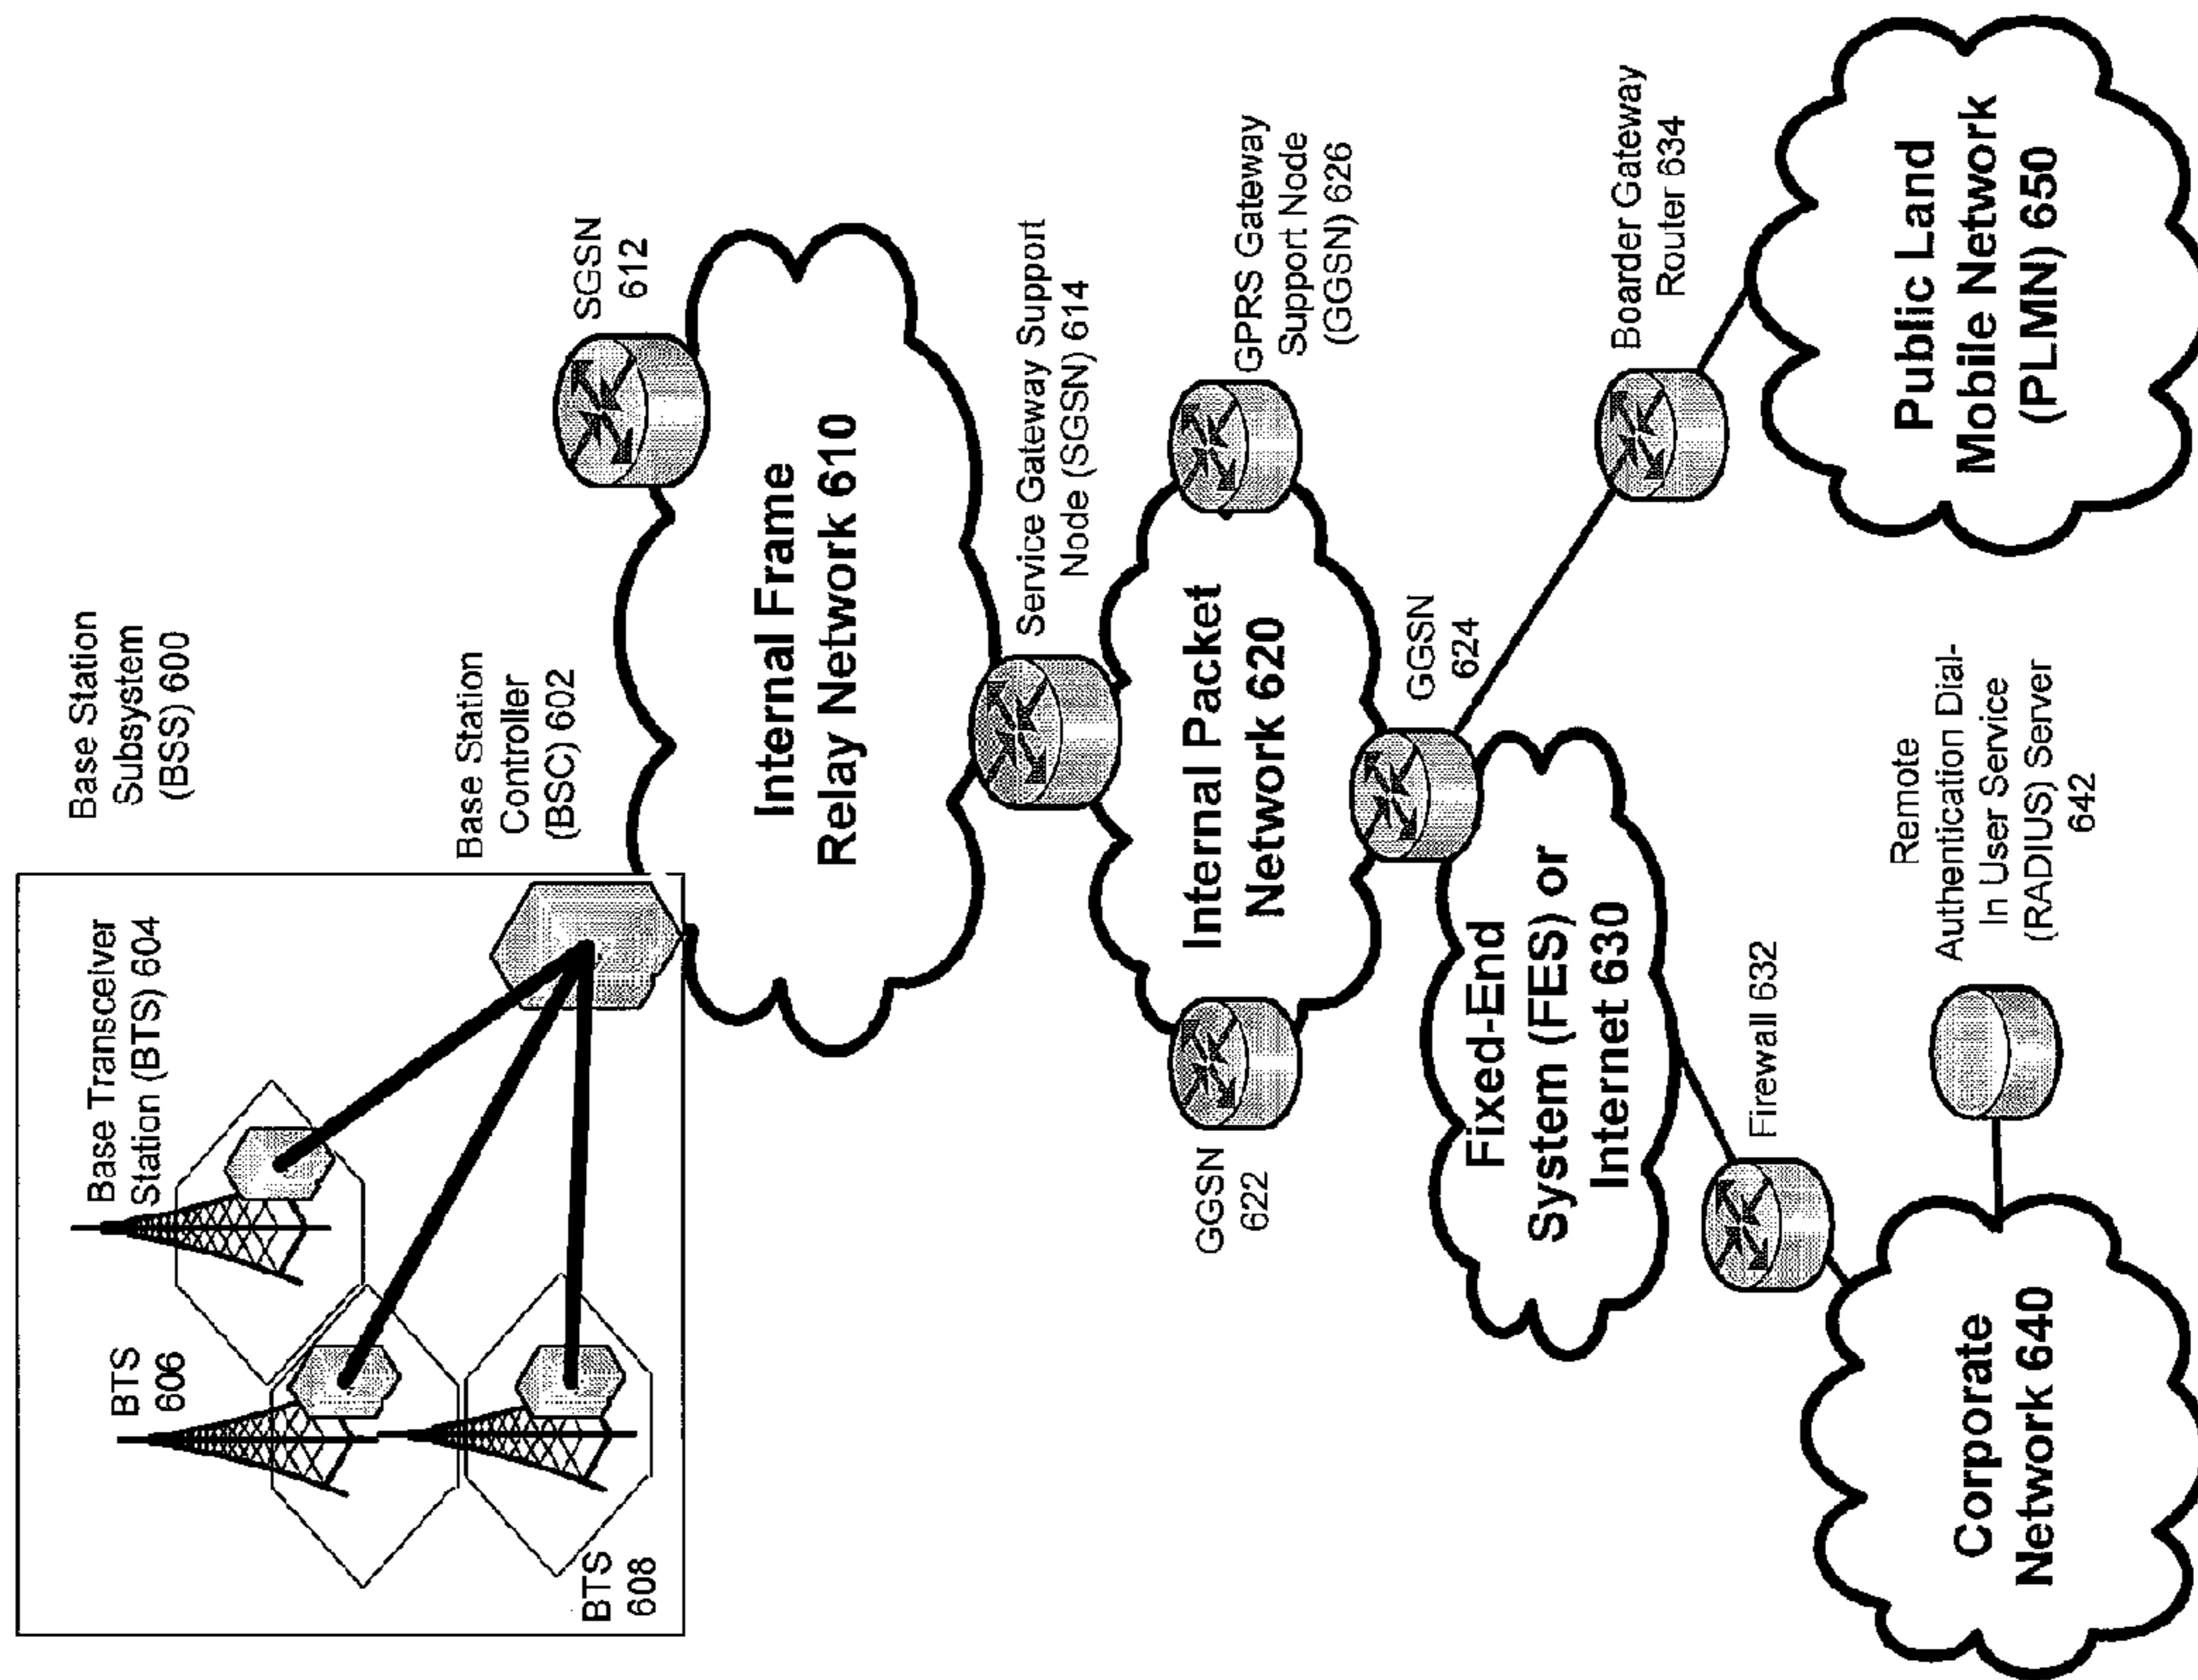 Base Station
Subsystem
(BSS) 600
Base Transceiver
Station (BTS) 604
BTS
606
BTS
608
Base Station
Controller
(BSC) 602
SGSN
612
Internal Frame
Relay Network 610
Service Gateway Support
Node (SGSN) 614
GPRS Gateway
Support Node
(GGSN) 626
Internal Packet
Network 620
GGSN
622
GGSN
624
Fixed-End
System (FES) or
Internet 630
Boarder Gateway
Router 634
Firewall 632
Remote
Authentication Dial-
In User Service
(RADIUS) Server
642
Corporate
Network 640
Public Land
Mobile Network
(PLMN) 650